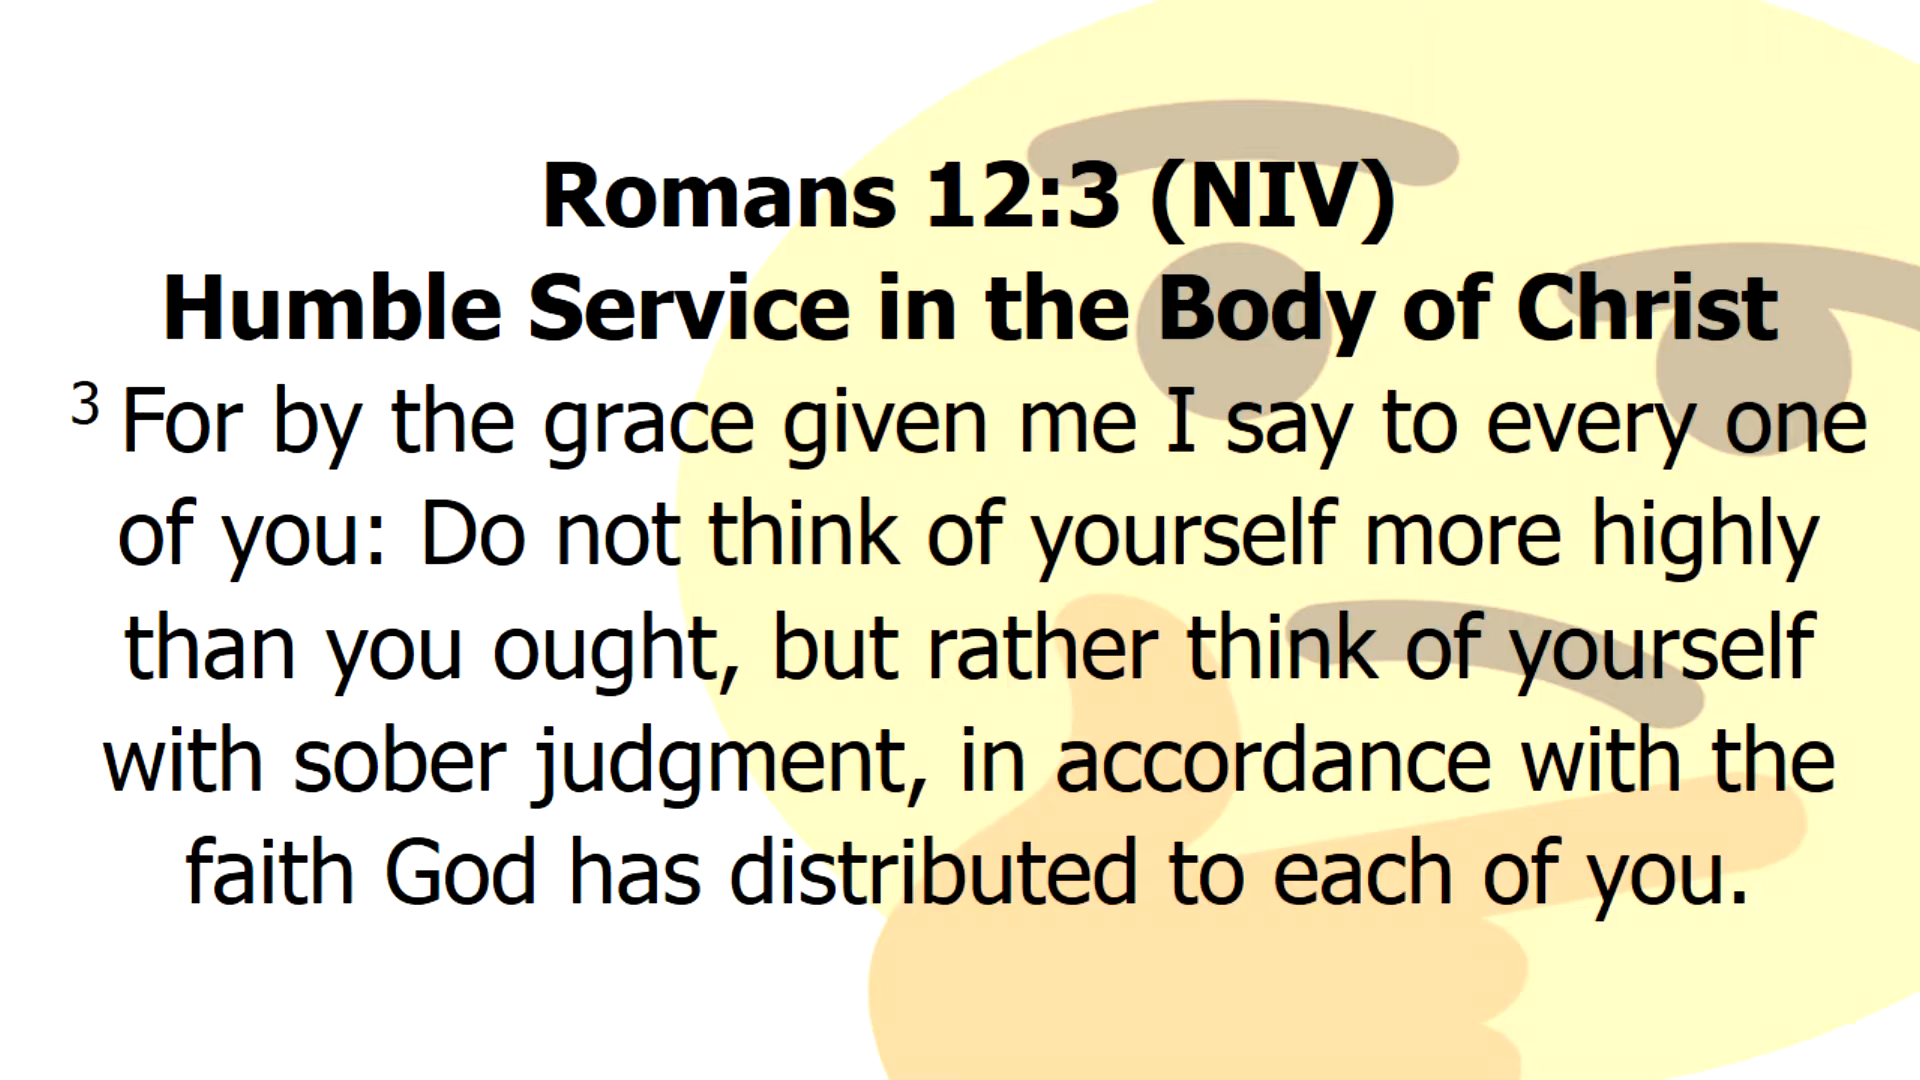 Romans 12:3 (NIV)
Humble Service in the Body of Christ
3 For by the grace given me I say to every one
of you: Do not think of yourself more highly
than you ought, but rather think of yourself
with sober judgment, in accordance with the
faith God has distributed to each of you.